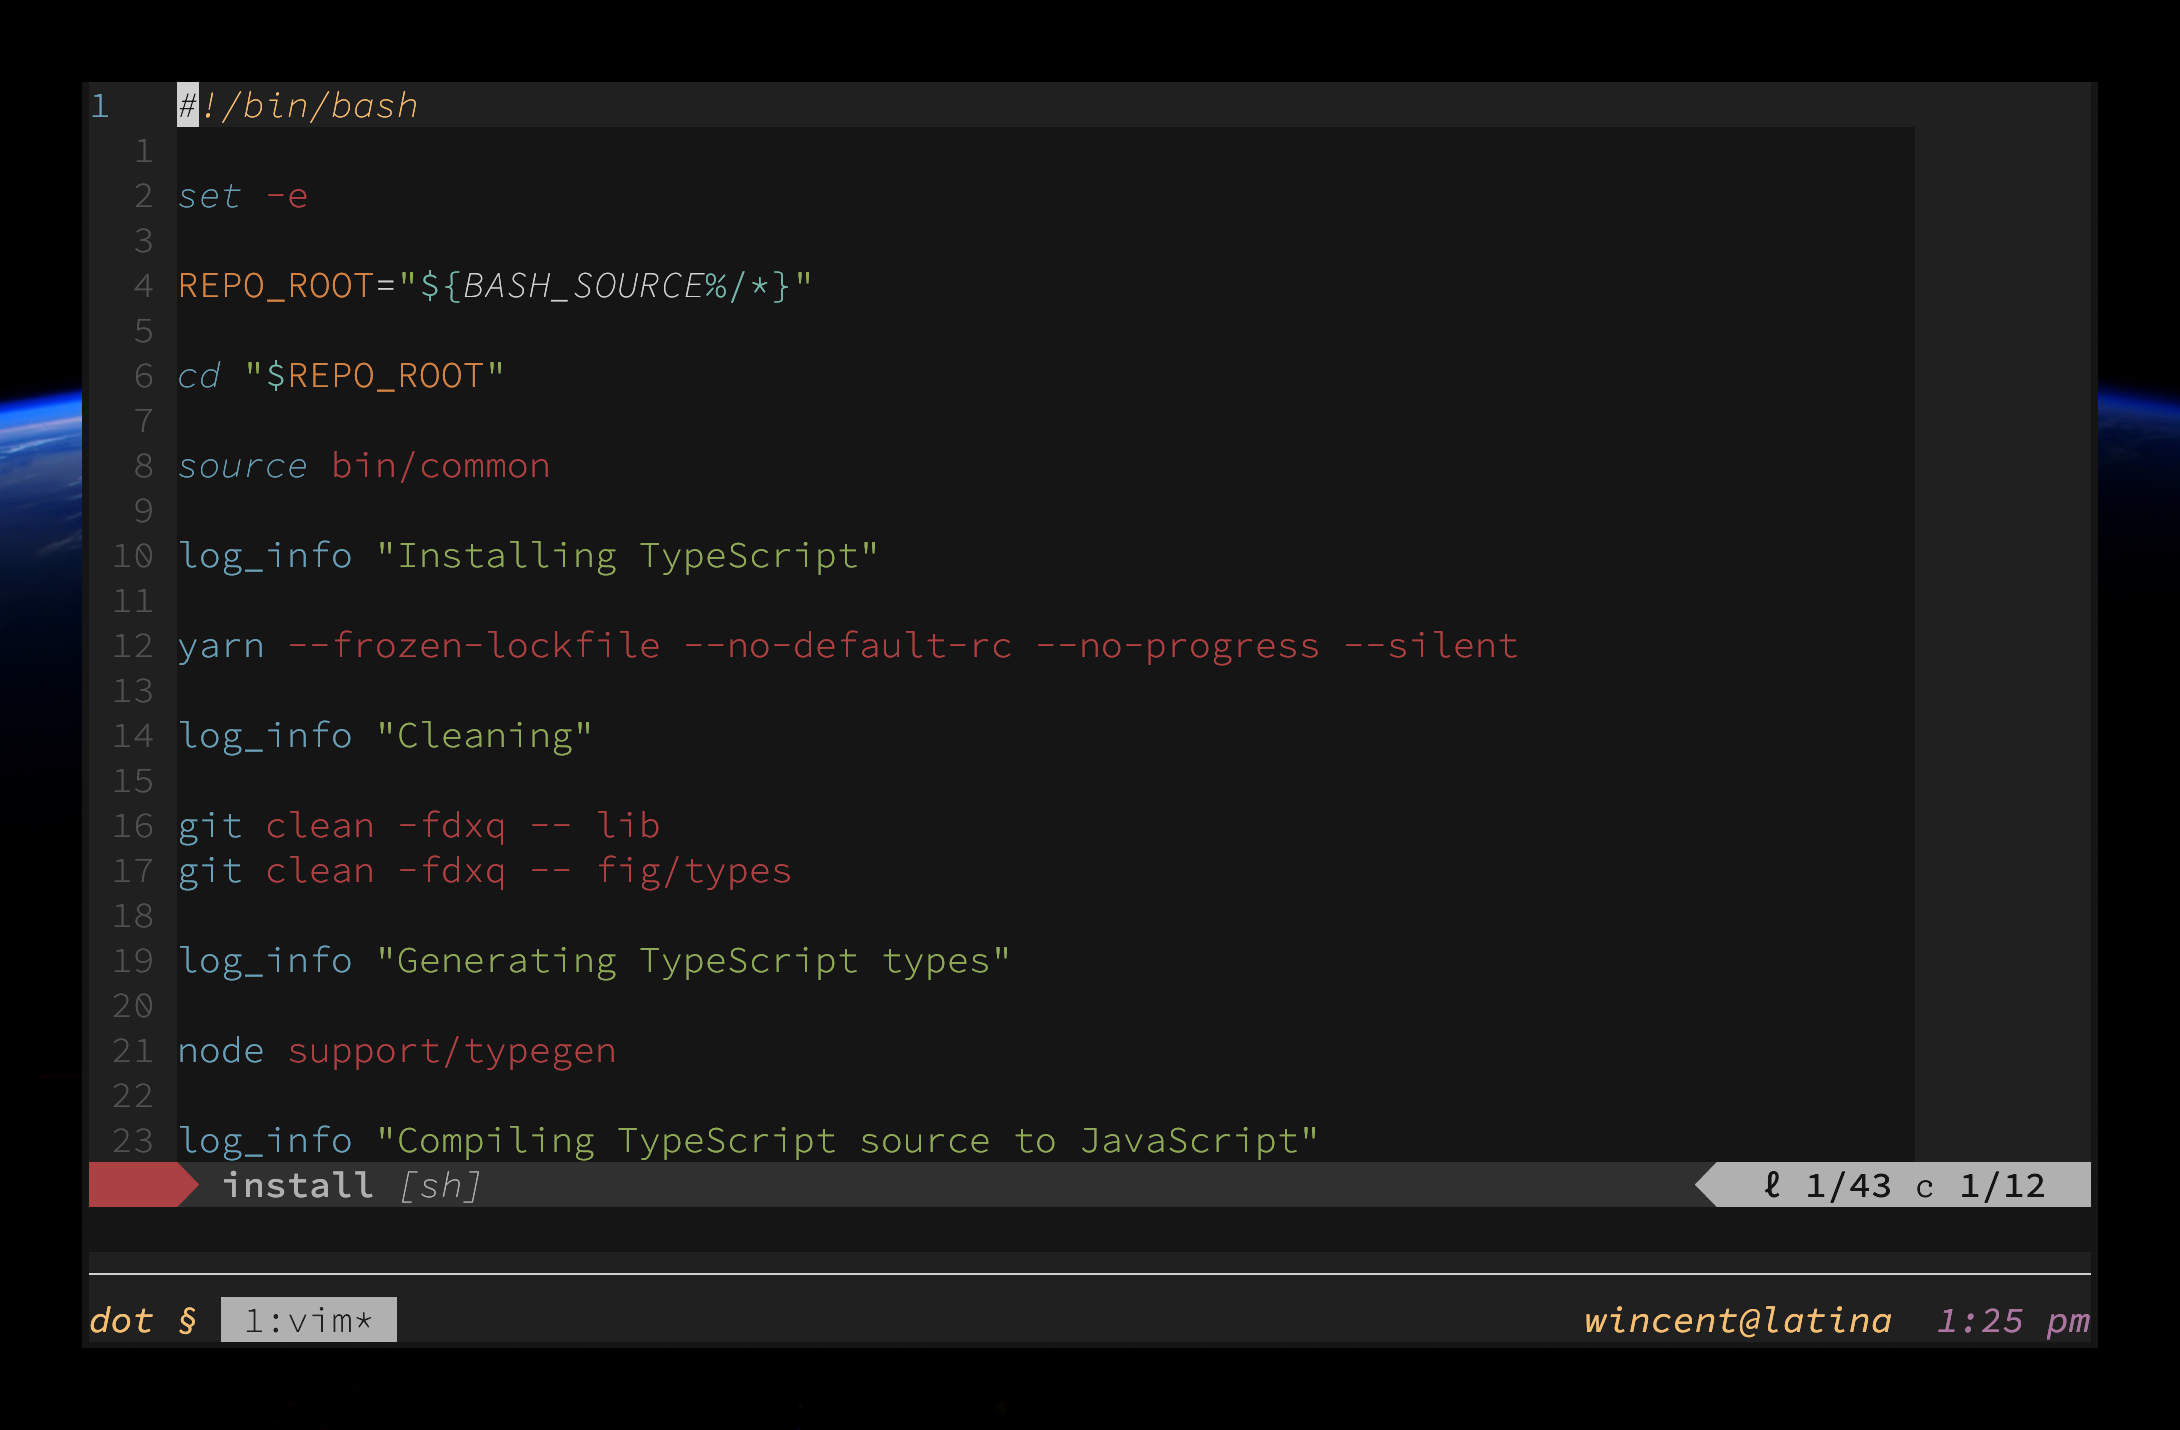 1 #!/bin/bash
1
2 set -e
3
4 REPO_ROOT="${BASH_SOURCE%/*}"
5
6 cd "$REPO_ROOT"
7
8 source bin/common
9
10 log_info "Installing TypeScript"
11
12 yarn --frozen-lockfile --no-default-rc --no-progress --silent
13
14 log_info "Cleaning"
15
16 git clean -fdxq -- lib
17 git clean -fdxq -- fig/types
18
19 log_info "Generating TypeScript types"
20
21 node support/typegen
22
23 log_info "Compiling TypeScript source to JavaScript"
install [sh] ℓ 1/43 c 1/12
dot § 1:vim* wincent@latina 1:25 pm